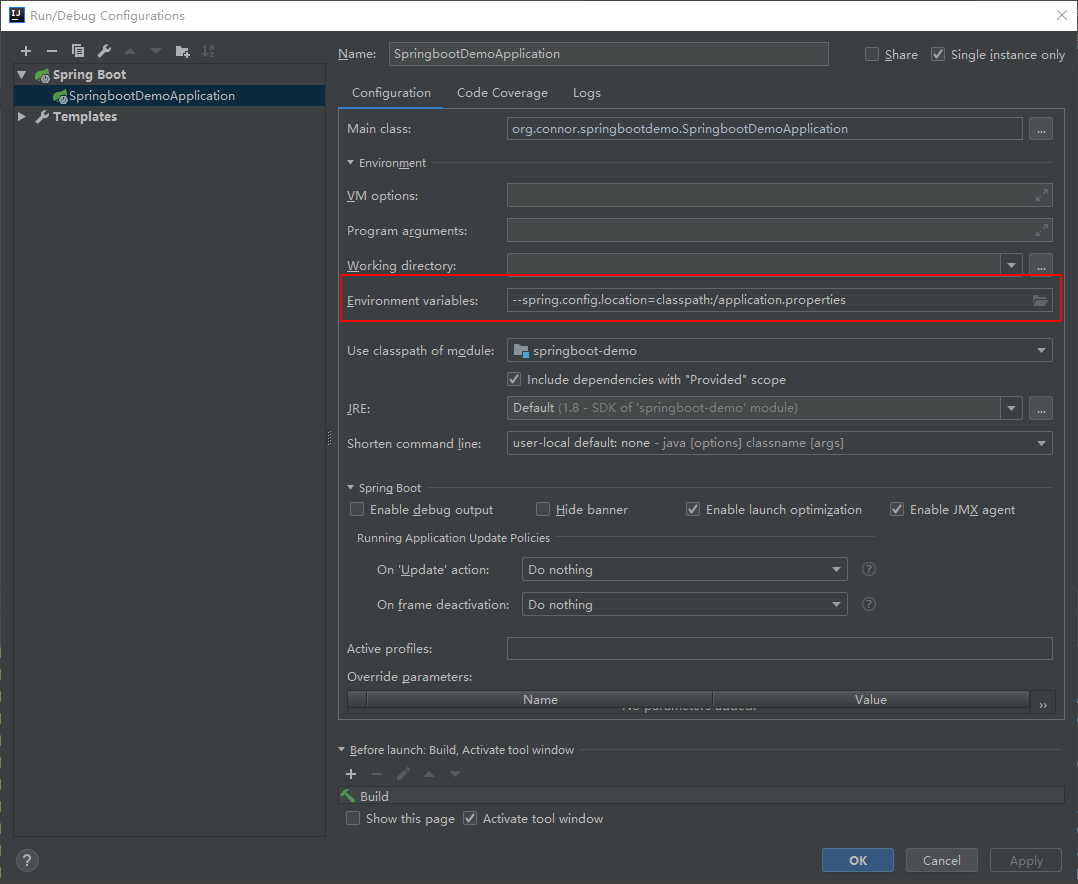 Run/Debug Configurations
Spring Boot
SpringbootDemoApplication
Templates
Name: SpringbootDemoApplication
Share
Single instance only
Configuration Code Coverage Logs
Main class: org.connor.springbootdemo.SpringbootDemoApplication ...
Environment
VM options:
Program arguments:
Working directory: ...
Environment variables: --spring.config.location=classpath:/application.properties
Use classpath of module: springboot-demo
Include dependencies with "Provided" scope
JRE: Default (1.8 - SDK of 'springboot-demo' module) ...
Shorten command line: user-local default: none - java [options] classname [args]
Spring Boot
Enable debug output Hide banner Enable launch optimization Enable JMX agent
Running Application Update Policies
On 'Update' action: Do nothing ?
On frame deactivation: Do nothing ?
Active profiles:
Override parameters:
Name Value
No parameters added. »
Before launch: Build, Activate tool window
Build
Show this page Activate tool window
? OK Cancel Apply